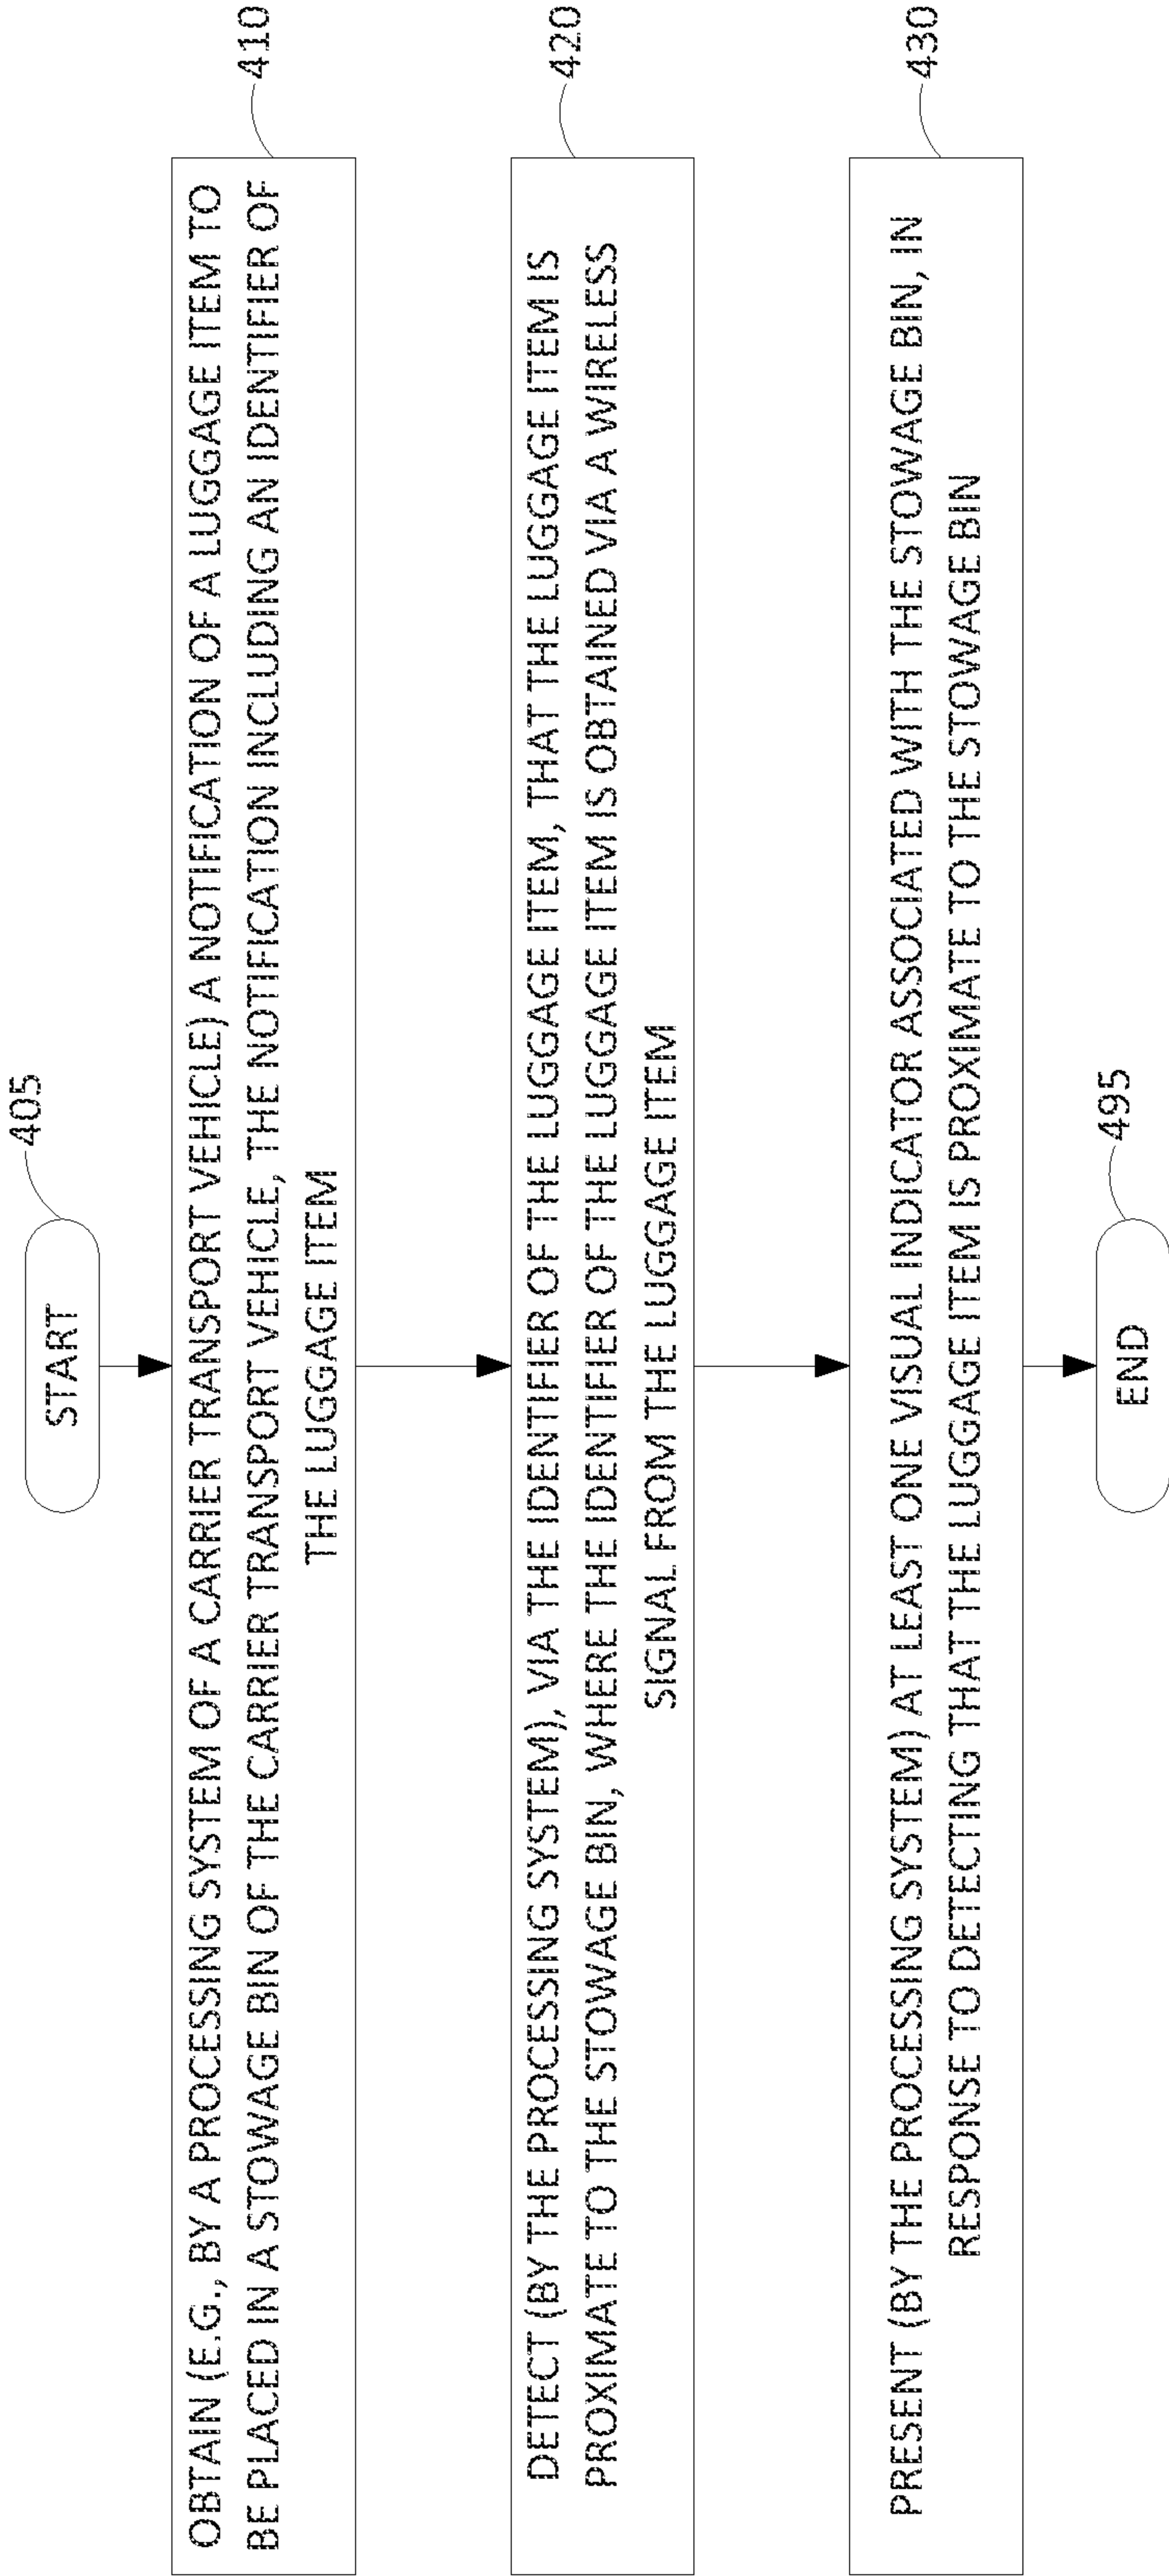 405
START
410
OBTAIN (E.G., BY A PROCESSING SYSTEM OF A CARRIER TRANSPORT VEHICLE) A NOTIFICATION OF A LUGGAGE ITEM TO
BE PLACED IN A STOWAGE BIN OF THE CARRIER TRANSPORT VEHICLE, THE NOTIFICATION INCLUDING AN IDENTIFIER OF
THE LUGGAGE ITEM
420
DETECT (BY THE PROCESSING SYSTEM), VIA THE IDENTIFIER OF THE LUGGAGE ITEM, THAT THE LUGGAGE ITEM IS
PROXIMATE TO THE STOWAGE BIN, WHERE THE IDENTIFIER OF THE LUGGAGE ITEM IS OBTAINED VIA A WIRELESS
SIGNAL FROM THE LUGGAGE ITEM
430
PRESENT (BY THE PROCESSING SYSTEM) AT LEAST ONE VISUAL INDICATOR ASSOCIATED WITH THE STOWAGE BIN, IN
RESPONSE TO DETECTING THAT THE LUGGAGE ITEM IS PROXIMATE TO THE STOWAGE BIN
495
END